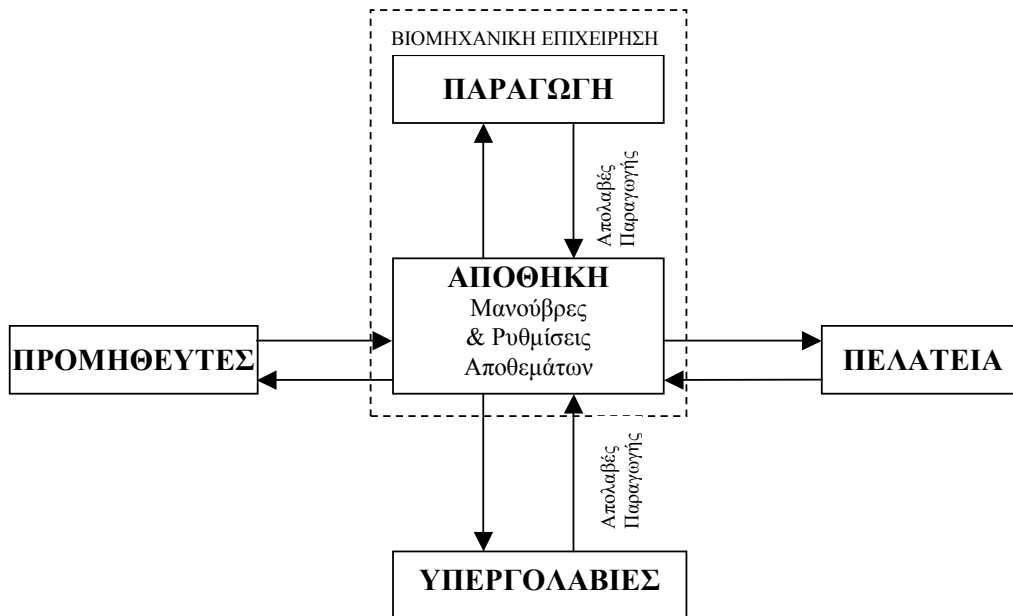 ΒΙΟΜΗΧΑΝΙΚΗ ΕΠΙΧΕΙΡΗΣΗ
ΠΑΡΑΓΩΓΗ
Απολαβές
Παραγωγής
ΑΠΟΘΗΚΗ
Μανούβρες
& Ρυθμίσεις
Αποθεμάτων
ΠΡΟΜΗΘΕΥΤΕΣ
ΠΕΛΑΤΕΙΑ
Απολαβές
Παραγωγής
ΥΠΕΡΓΟΛΑΒΙΕΣ